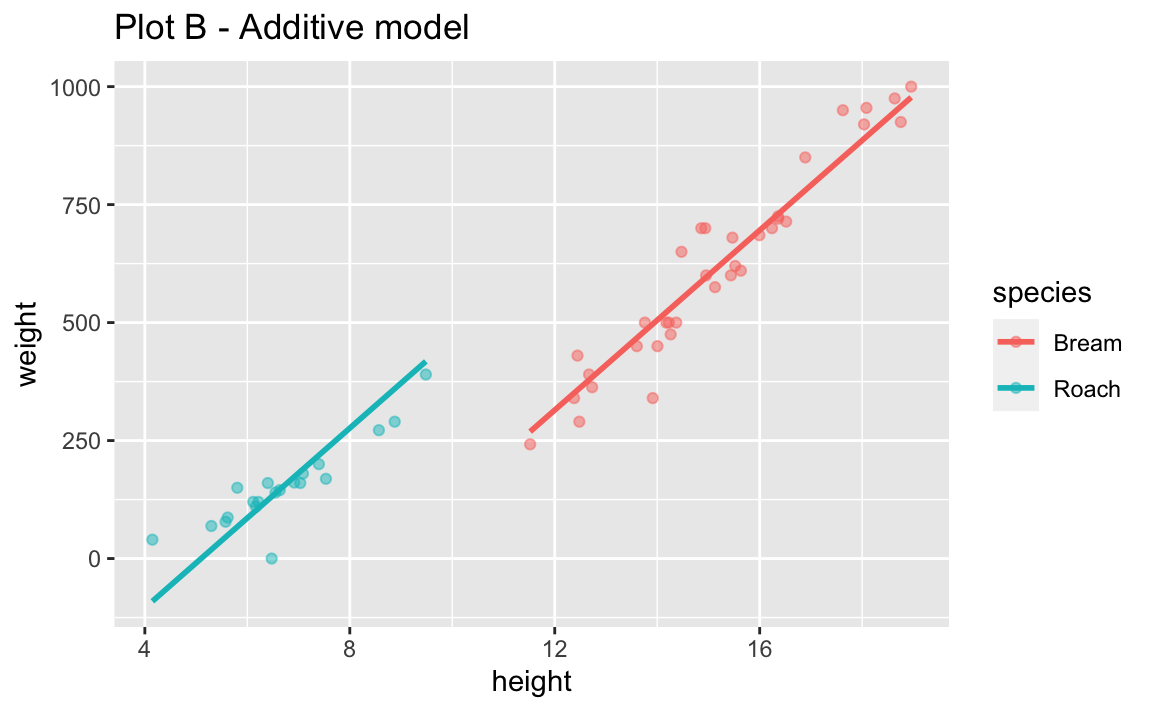 Plot B - Additive model
1000
750
500
250
0
weight
4 8 12 16
height
species
Bream
Roach